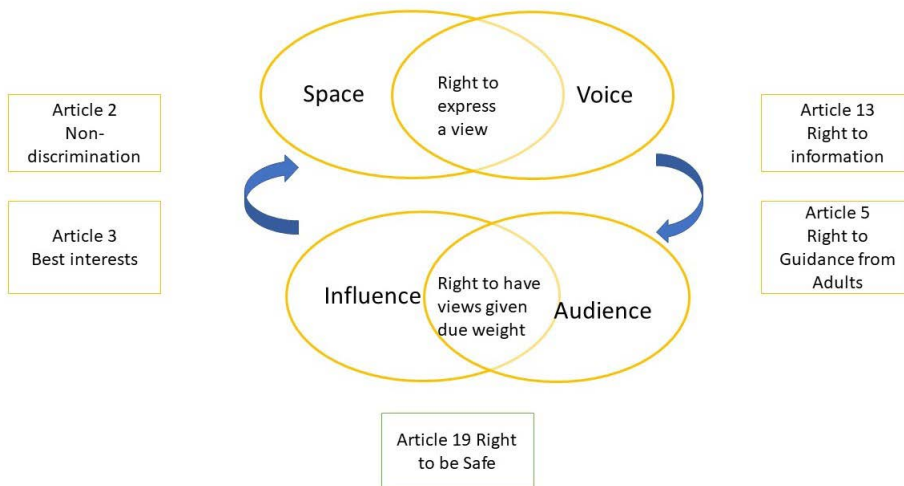 Space
Right to
express
a view
Voice
Article 2
Non-
discrimination
Article 13
Right to
information
Article 3
Best interests
Article 5
Right to
Guidance from
Adults
Influence
Right to have
views given
due weight
Audience
Article 19 Right
to be Safe